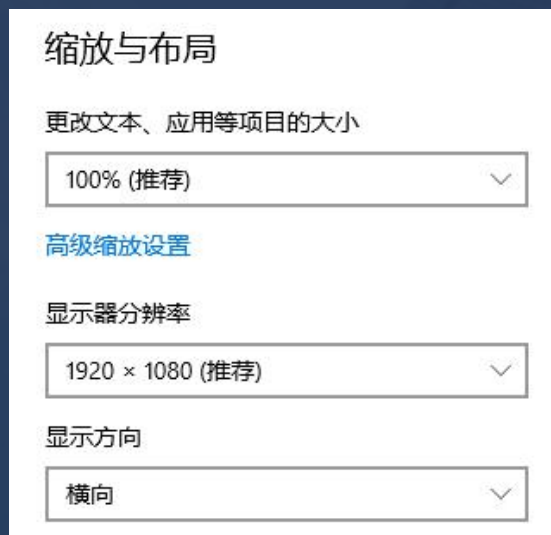 缩放与布局
更改文本、应用等项目的大小
100% (推荐)
高级缩放设置
显示器分辨率
1920 × 1080 (推荐)
显示方向
横向